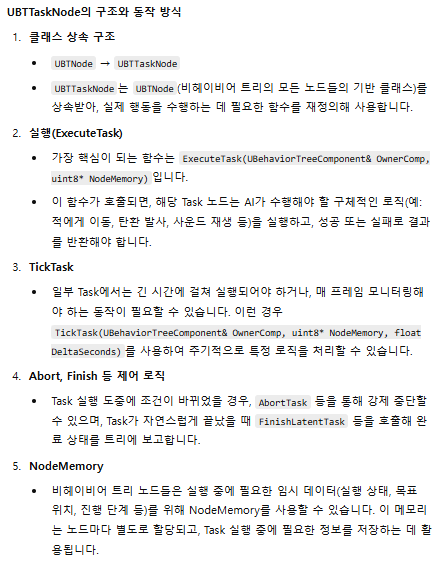 UBTTaskNode의 구조와 동작 방식
1. 클래스 상속 구조
• UBTNode → UBTTaskNode
• UBTTaskNode 는 UBTNode (비헤이비어 트리의 모든 노드들의 기반 클래스)를
상속받아, 실제 행동을 수행하는 데 필요한 함수를 재정의해 사용합니다.
2. 실행(ExecuteTask)
• 가장 핵심이 되는 함수는 ExecuteTask(UBehaviorTreeComponent& OwnerComp,
uint8* NodeMemory) 입니다.
• 이 함수가 호출되면, 해당 Task 노드는 AI가 수행해야 할 구체적인 로직(예:
적에게 이동, 탄환 발사, 사운드 재생 등)을 실행하고, 성공 또는 실패로 결과
를 반환해야 합니다.
3. TickTask
• 일부 Task에서는 긴 시간에 걸쳐 실행되어야 하거나, 매 프레임 모니터링해
야 하는 동작이 필요할 수 있습니다. 이런 경우
TickTask(UBehaviorTreeComponent& OwnerComp, uint8* NodeMemory, float
DeltaSeconds) 를 사용하여 주기적으로 특정 로직을 처리할 수 있습니다.
4. Abort, Finish 등 제어 로직
• Task 실행 도중에 조건이 바뀌었을 경우, AbortTask 등을 통해 강제 중단할
수 있으며, Task가 자연스럽게 끝났을 때 FinishLatentTask 등을 호출해 완
료 상태를 트리에 보고합니다.
5. NodeMemory
• 비헤이비어 트리 노드들은 실행 중에 필요한 임시 데이터(실행 상태, 목표
위치, 진행 단계 등)를 위해 NodeMemory를 사용할 수 있습니다. 이 메모리
는 노드마다 별도로 할당되고, Task 실행 중에 필요한 정보를 저장하는 데 활
용됩니다.